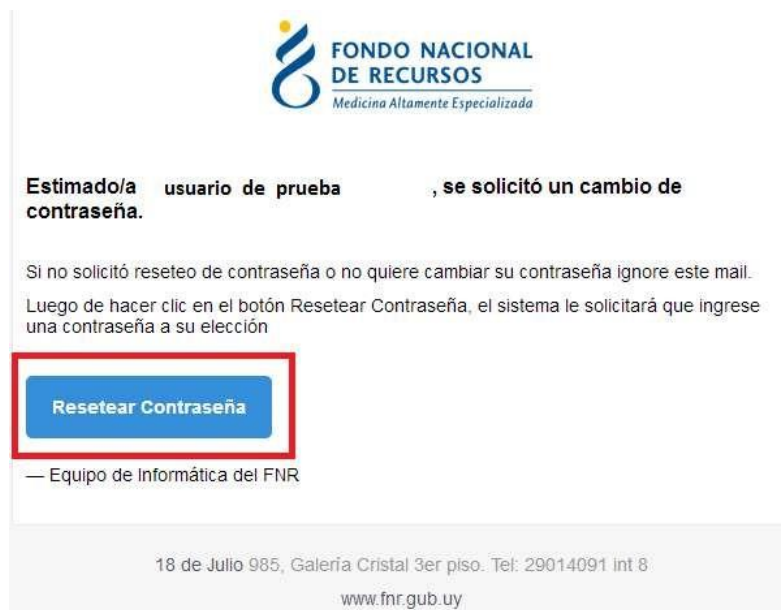 FONDO NACIONAL
DE RECURSOS
Medicina Altamente Especializada
Estimado/a usuario de prueba , se solicitó un cambio de
contraseña.
Si no solicitó reseteo de contraseña o no quiere cambiar su contraseña ignore este mail.
Luego de hacer clic en el botón Resetear Contraseña, el sistema le solicitará que ingrese
una contraseña a su elección
Resetear Contraseña
— Equipo de Informática del FNR
18 de Julio 985, Galería Cristal 3er piso. Tel: 29014091 int 8
www.fnr.gub.uy